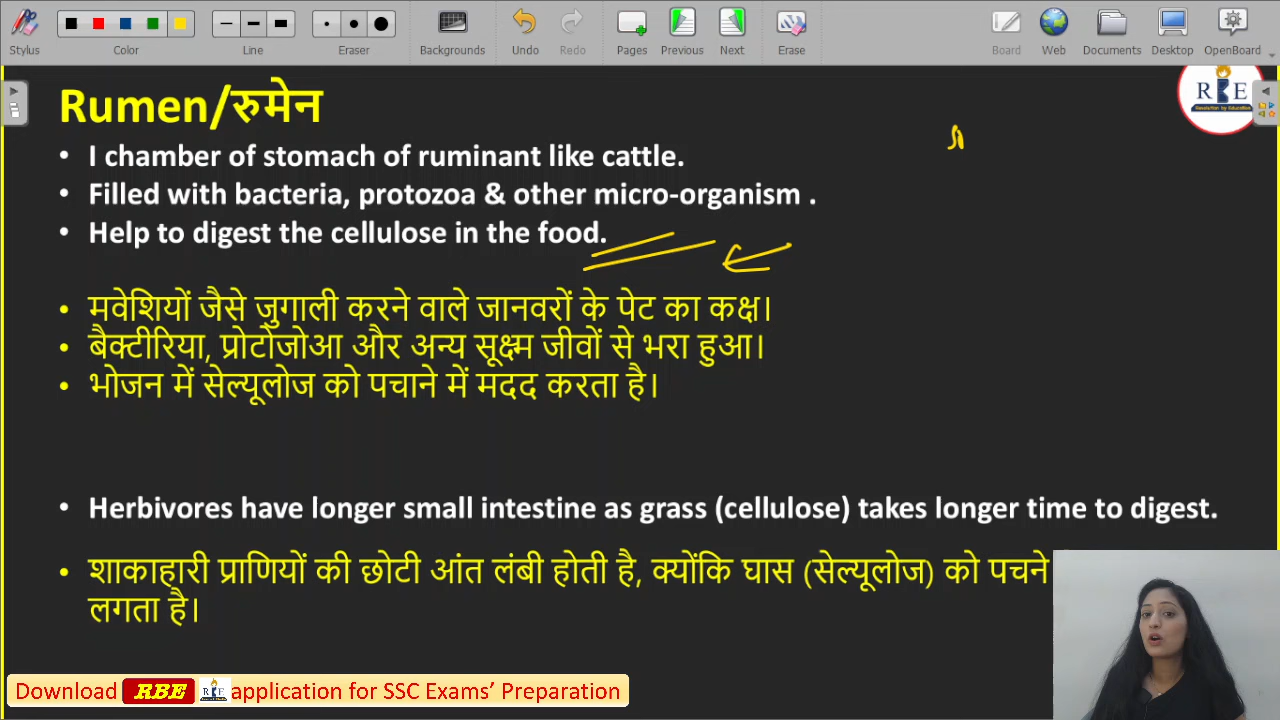 Stylus
Color
Line
Eraser
Backgrounds
Undo
Redo
Pages
Previous
Next
Erase
Board
Web
Documents
Desktop
OpenBoard
Rumen/रुमेन
R E
• I chamber of stomach of ruminant like cattle.
• Filled with bacteria, protozoa & other micro-organism .
• Help to digest the cellulose in the food.
• मवेशियों जैसे जुगाली करने वाले जानवरों के पेट का कक्ष।
• बैक्टीरिया, प्रोटोजोआ और अन्य सूक्ष्म जीवों से भरा हुआ।
• भोजन में सेल्यूलोज को पचाने में मदद करता है।
• Herbivores have longer small intestine as grass (cellulose) takes longer time to digest.
• शाकाहारी प्राणियों की छोटी आंत लंबी होती है, क्योंकि घास (सेल्यूलोज) को पचने
लगता है।
Download RBE application for SSC Exams’ Preparation